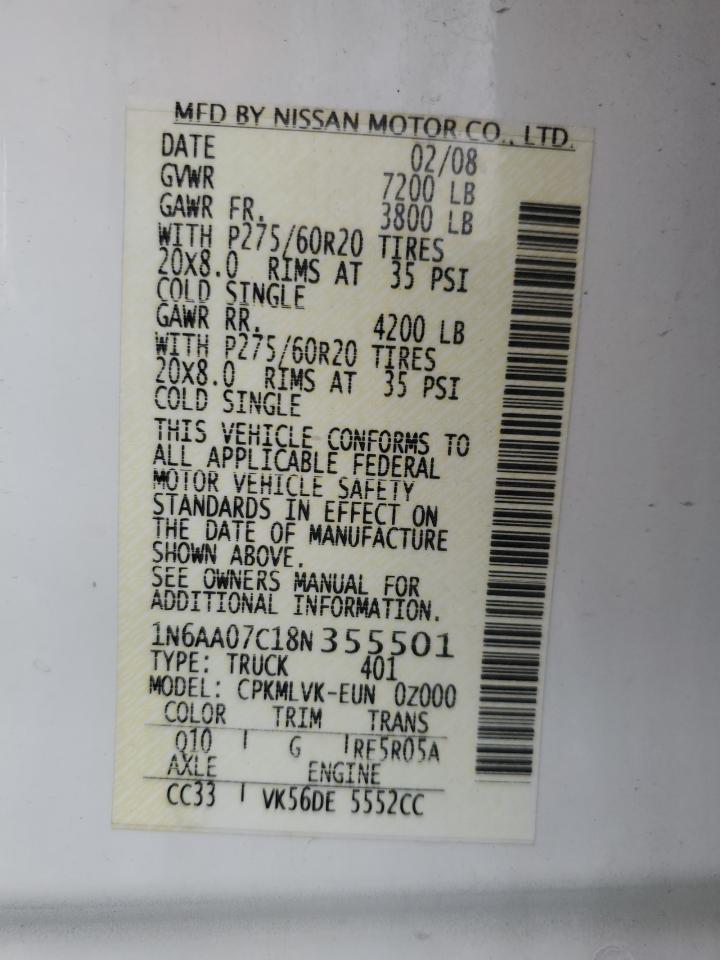 MFD BY NISSAN MOTOR CO., LTD.
DATE 02/08
GVWR 7200 LB
GAWR FR. 3800 LB
WITH P275/60R20 TIRES
20X8.0 RIMS AT 35 PSI
COLD SINGLE
GAWR RR. 4200 LB
WITH P275/60R20 TIRES
20X8.0 RIMS AT 35 PSI
COLD SINGLE
THIS VEHICLE CONFORMS TO
ALL APPLICABLE FEDERAL
MOTOR VEHICLE SAFETY
STANDARDS IN EFFECT ON
THE DATE OF MANUFACTURE
SHOWN ABOVE.
SEE OWNERS MANUAL FOR
ADDITIONAL INFORMATION.
1N6AA07C18N355501
TYPE: TRUCK 401
MODEL: CPKMLVK-EUN 0Z000
COLOR TRIM TRANS
Q10 G RE5R05A
AXLE ENGINE
CC33 VK56DE 5552CC